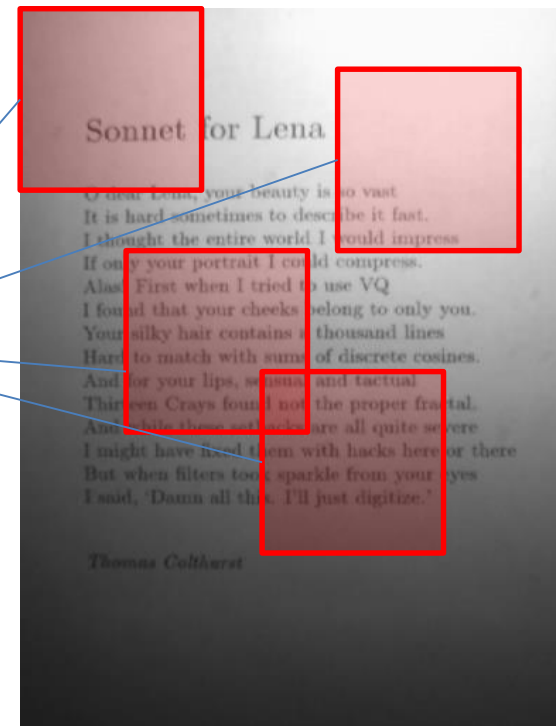 Sonnet for Lena
O dear Lena, your beauty is so vast
It is hard sometimes to describe it fast.
I thought the entire world I would impress
If only your portrait I could compress.
Alas! First when I tried to use VQ
I found that your cheeks belong to only you.
Your silky hair contains a thousand lines
Hard to match with sums of discrete cosines.
And for your lips, sensual and tactual
Thirteen Crays found not the proper fractal.
And while these setbacks are all quite severe
I might have fixed them with hacks here or there
But when filters took sparkle from your eyes
I said, 'Damn all this. I'll just digitize.'
Thomas Colthurst